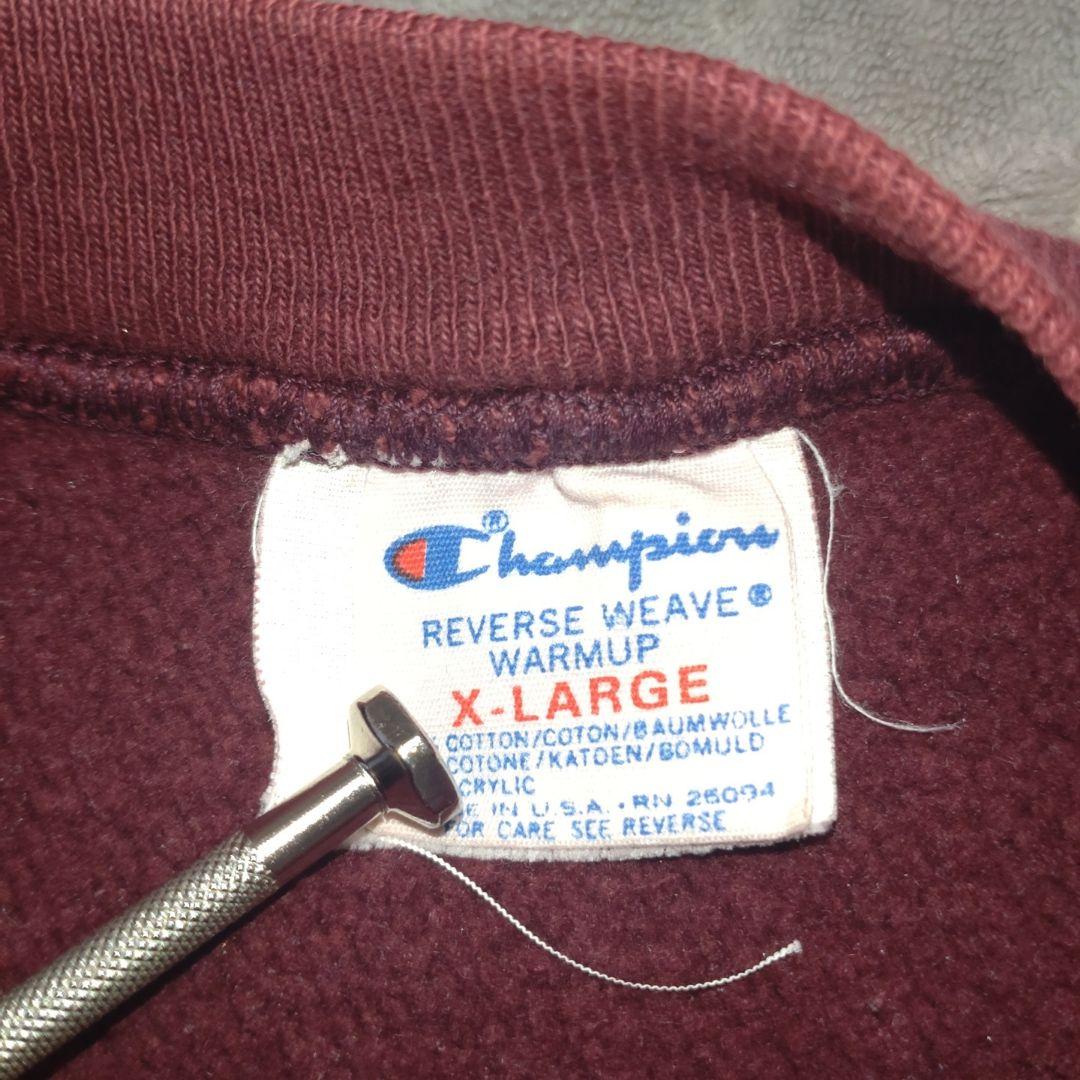 Champion®
REVERSE WEAVE®
WARMUP
X-LARGE
COTTON/COTON/BAUMWOLLE
COTONE/KATOEN/BOMULD
CRYLIC
E IN U.S.A. · RN 26094
FOR CARE SEE REVERSE